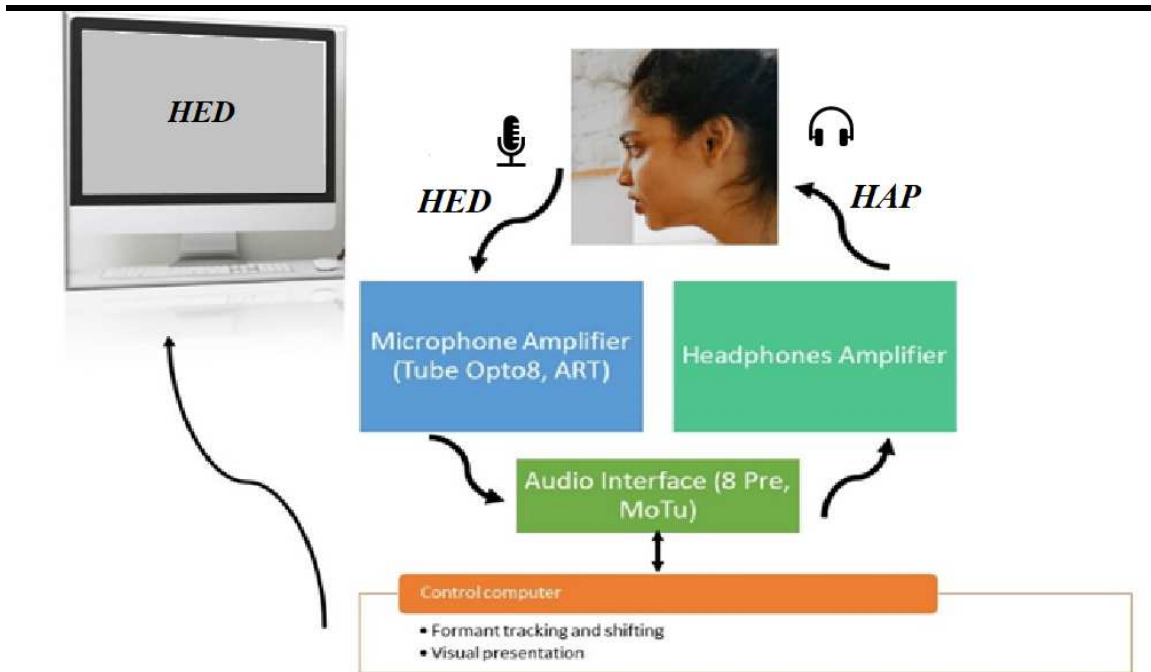 HED
HED
HAP
Microphone Amplifier
(Tube Opto8, ART)
Headphones Amplifier
Audio Interface (8 Pre,
MoTu)
Control computer
• Formant tracking and shifting
• Visual presentation